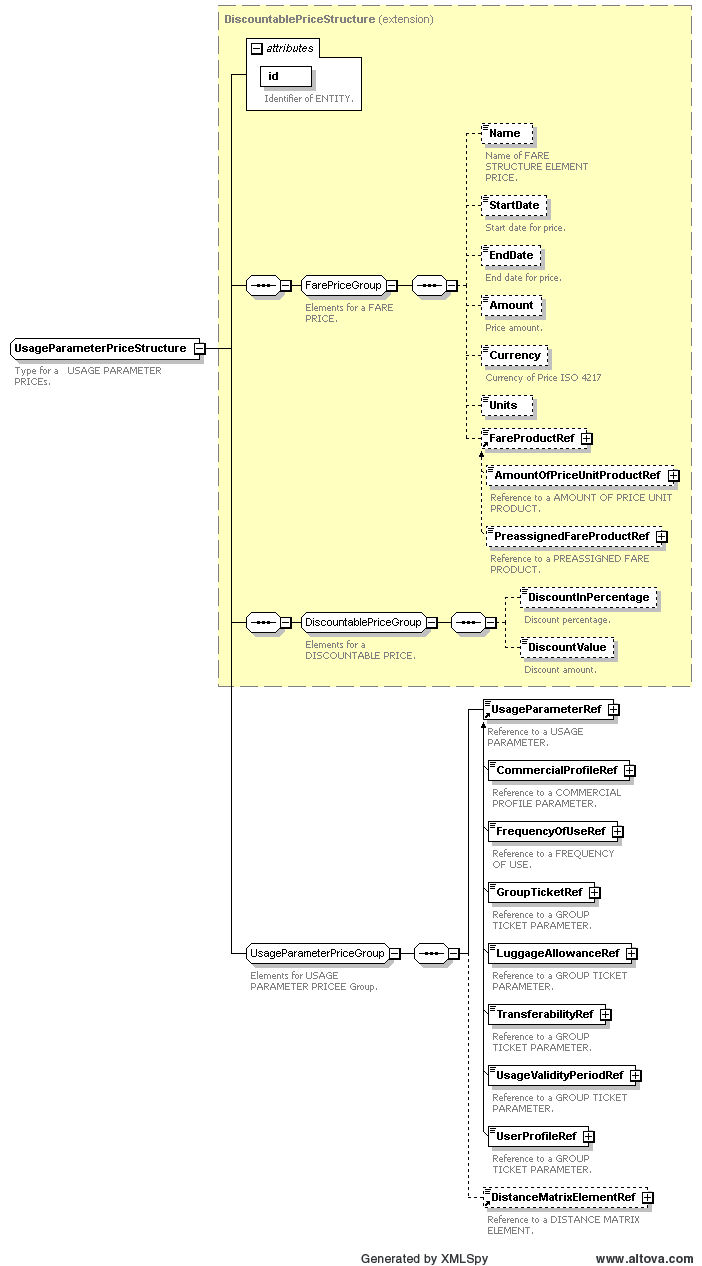 DiscountablePriceStructure (extension)
attributes
id
Identifier of ENTITY.
Name
Name of FARE
STRUCTURE ELEMENT
PRICE.
StartDate
Start date for price.
EndDate
End date for price.
FarePriceGroup
Elements for a FARE
PRICE.
Amount
Price amount.
UsageParameterPriceStructure
Type for a   USAGE PARAMETER
PRICEs.
Currency
Currency of Price ISO 4217
Units
FareProductRef
AmountOfPriceUnitProductRef
Reference to a AMOUNT OF PRICE UNIT
PRODUCT.
PreassignedFareProductRef
Reference to a PREASSIGNED FARE
PRODUCT.
DiscountablePriceGroup
Elements for a
DISCOUNTABLE PRICE.
DiscountInPercentage
Discount percentage.
DiscountValue
Discount amount.
UsageParameterRef
Reference to a USAGE
PARAMETER.
CommercialProfileRef
Reference to a COMMERCIAL
PROFILE PARAMETER.
FrequencyOfUseRef
Reference to a FREQUENCY
OF USE.
GroupTicketRef
Reference to a GROUP
TICKET PARAMETER.
UsageParameterPriceGroup
Elements for USAGE
PARAMETER PRICEE Group.
LuggageAllowanceRef
Reference to a GROUP TICKET
PARAMETER.
TransferabilityRef
Reference to a GROUP
TICKET PARAMETER.
UsageValidityPeriodRef
Reference to a GROUP TICKET
PARAMETER.
UserProfileRef
Reference to a GROUP
TICKET PARAMETER.
DistanceMatrixElementRef
Reference to a DISTANCE MATRIX
ELEMENT.
Generated by XMLSpy
www.altova.com